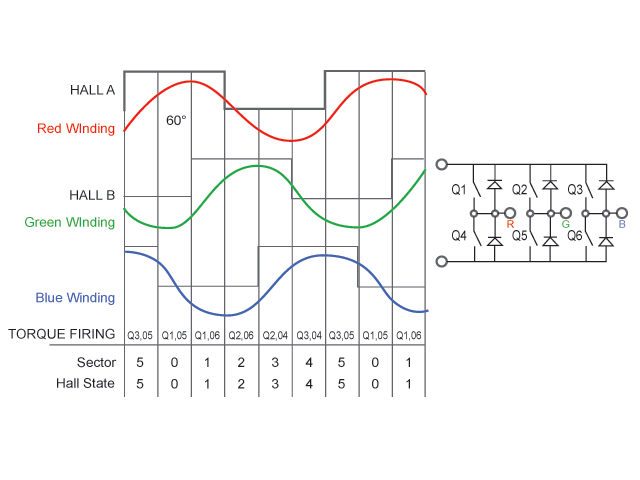 HALL A
Red WInding
60°
HALL B
Green WInding
Blue Winding
TORQUE FIRING Q3,05 Q1,05 Q1,06 Q2,06 Q2,04 Q3,04 Q3,05 Q1,05 Q1,06
Sector 5 0 1 2 3 4 5 0 1
Hall State 5 0 1 2 3 4 5 0 1
Q1 Q2 Q3
R G B
Q4 Q5 Q6